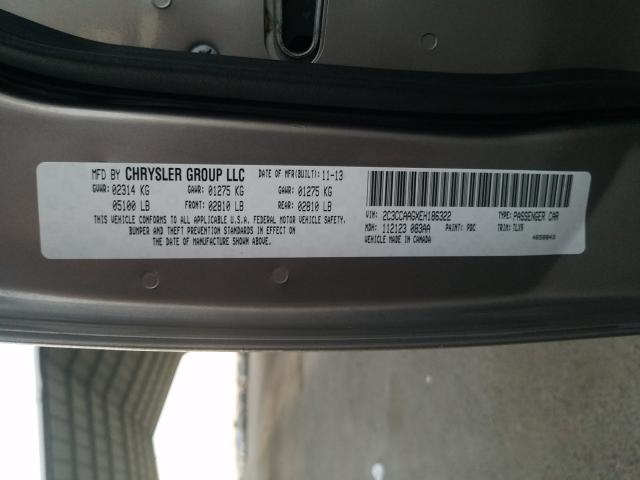 MFD BY CHRYSLER GROUP LLC DATE OF MFR(BUILT): 11-13
GVWR: 02314 KG GAWR: 01275 KG GAWR: 01275 KG
05100 LB FRONT: 02810 LB REAR: 02810 LB
THIS VEHICLE CONFORMS TO ALL APPLICABLE U.S.A. FEDERAL MOTOR VEHICLE SAFETY,
BUMPER AND THEFT PREVENTION STANDARDS IN EFFECT ON
THE DATE OF MANUFACTURE SHOWN ABOVE.
VIN: 2C3CCAAGXEH186322 TYPE: PASSENGER CAR
MDH: 112123 083AA PAINT: PDC TRIM: TLX9
VEHICLE MADE IN CANADA